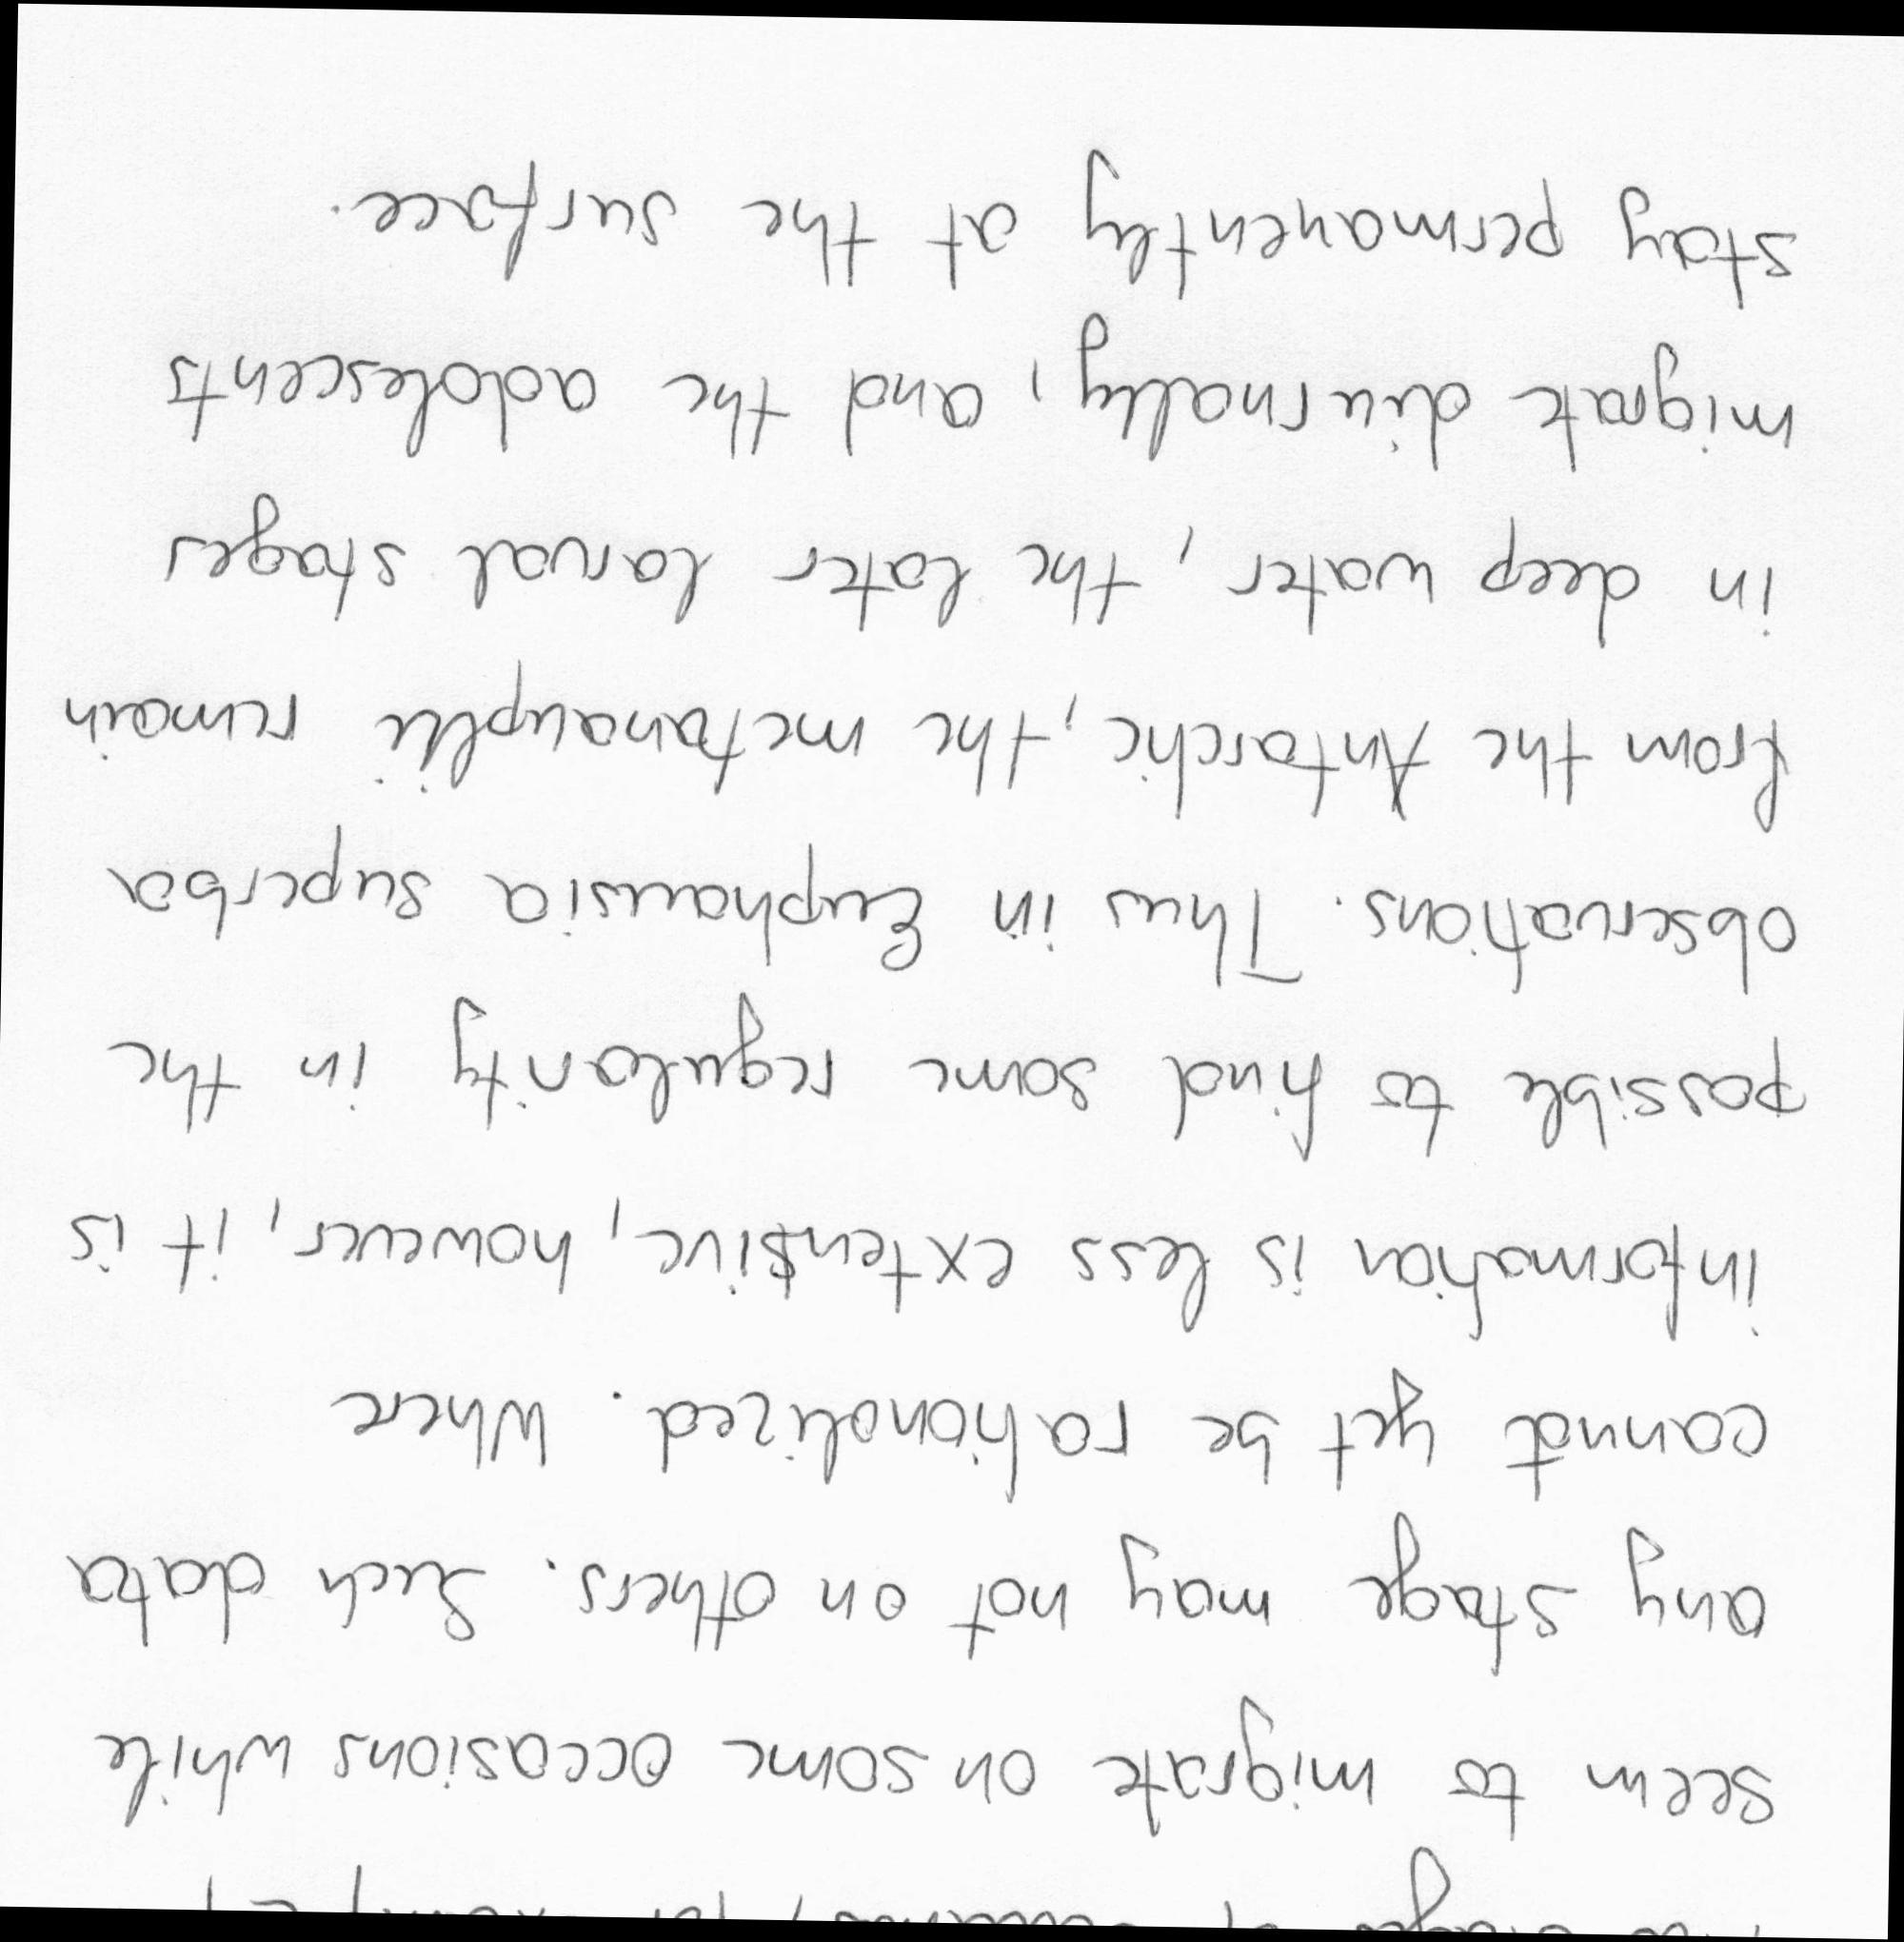 seem to migrate on some occasions while
any stage may not on others. Such data
cannot yet be rationalized. Where
information is less extensive, however, it is
possible to find some regularity in the
observations. Thus in Euphausia superba
from the Antarctic, the metanauplii remain
in deep water, the later larval stages
migrate diurnally, and the adolescents
stay permanently at the surface.